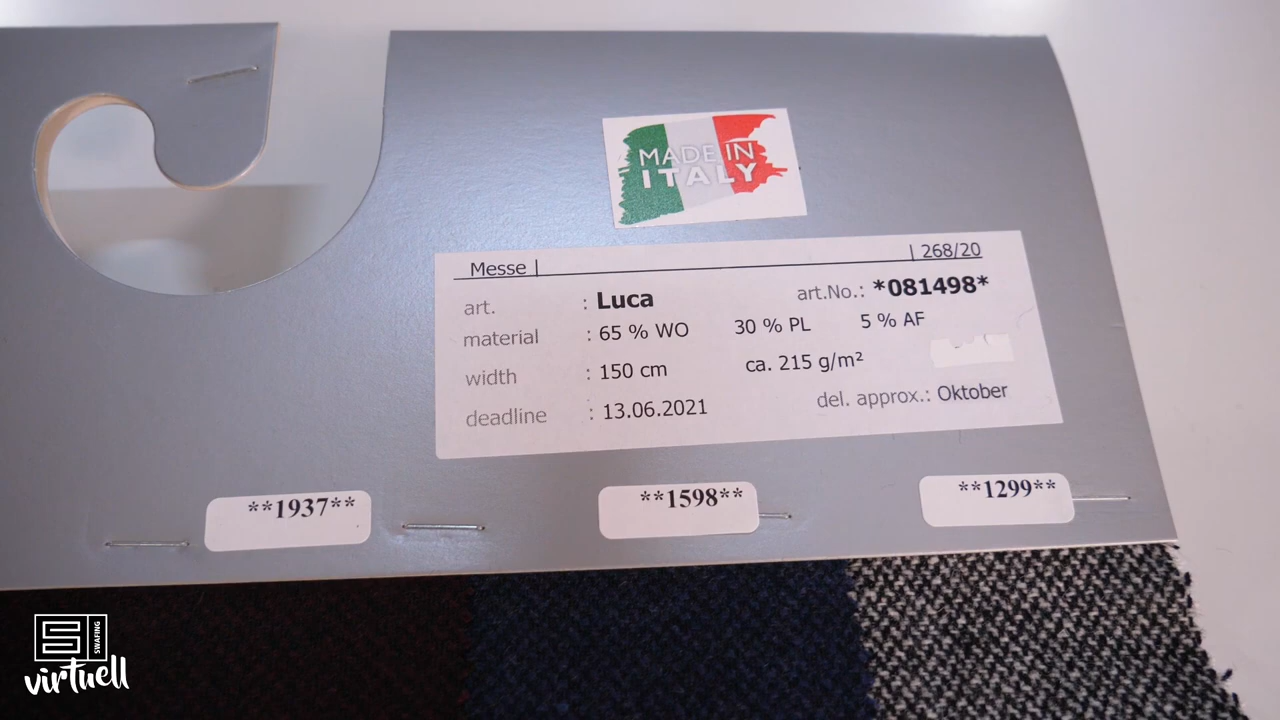 MADE IN
ITALY
Messe | | 268/20
art. : Luca art.No.: *081498*
material : 65 % WO 30 % PL 5 % AF
width : 150 cm ca. 215 g/m²
deadline : 13.06.2021 del. approx.: Oktober
**1937** **1598** **1299**
SWAFING
virtuell